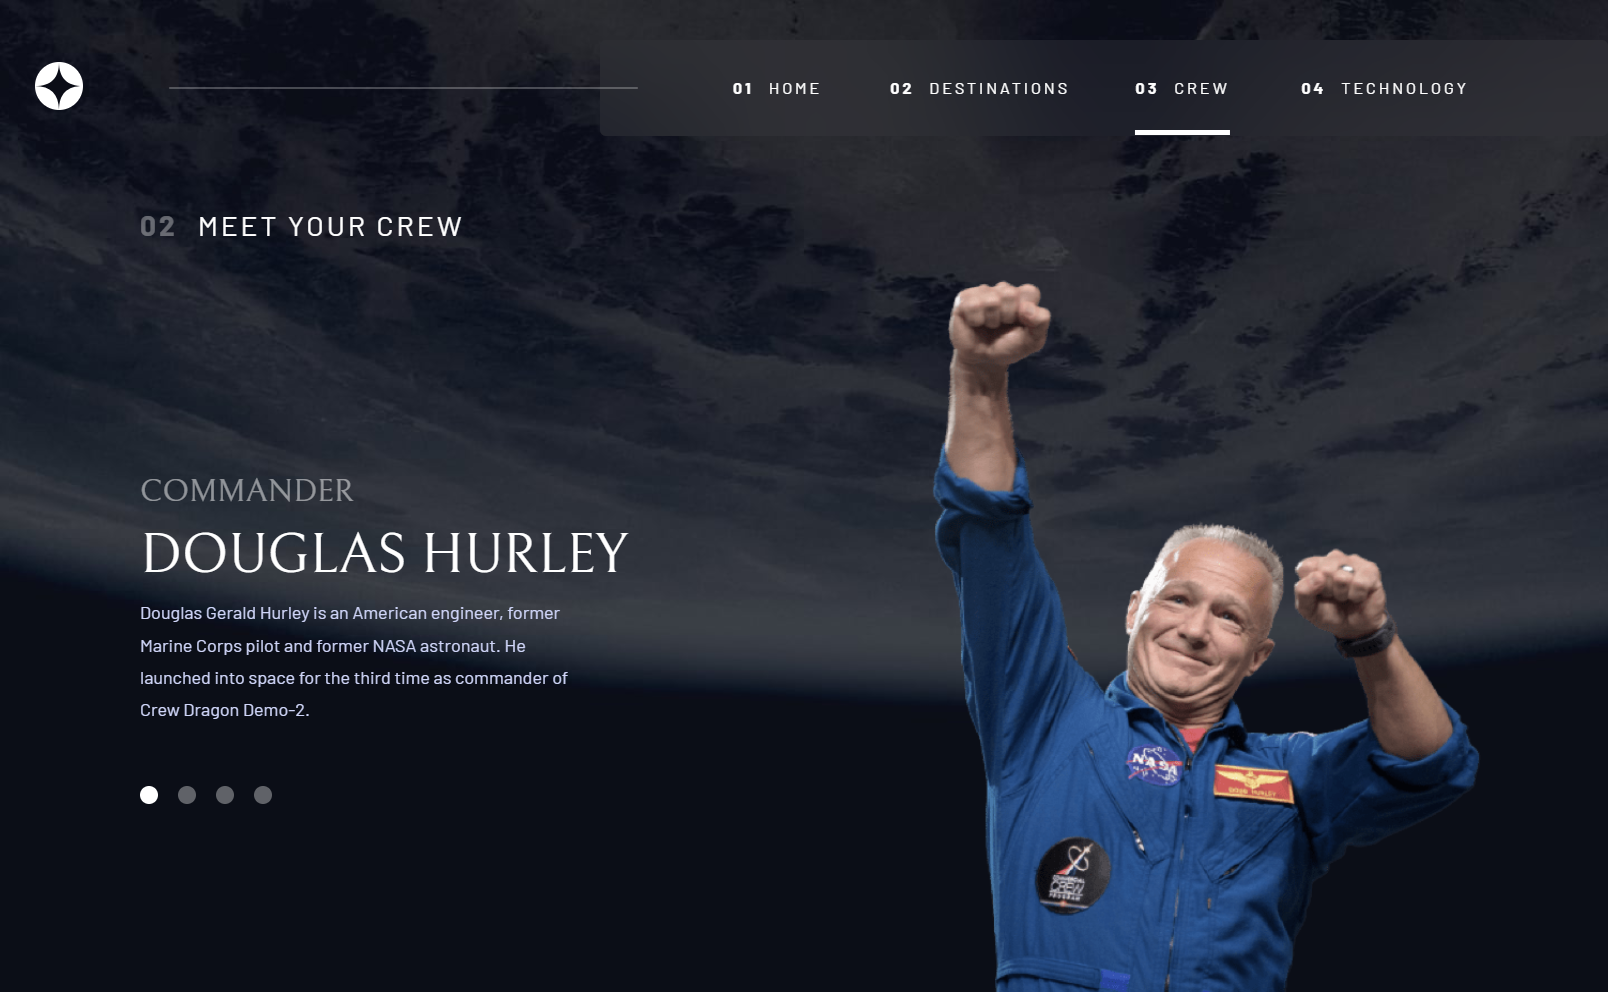 01 HOME
02 DESTINATIONS
03 CREW
04 TECHNOLOGY
02 MEET YOUR CREW
COMMANDER
DOUGLAS HURLEY
Douglas Gerald Hurley is an American engineer, former
Marine Corps pilot and former NASA astronaut. He
launched into space for the third time as commander of
Crew Dragon Demo-2.
NASA
DOUG HURLEY
COMMERCIAL
CREW
PROGRAM